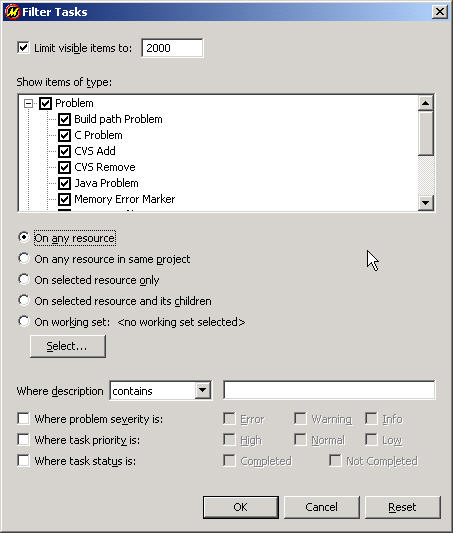 Filter Tasks
Limit visible items to: 2000
Show items of type:
Problem
Build path Problem
C Problem
CVS Add
CVS Remove
Java Problem
Memory Error Marker
On any resource
On any resource in same project
On selected resource only
On selected resource and its children
On working set: <no working set selected>
Select...
Where description contains
Where problem severity is: Error Warning Info
Where task priority is: High Normal Low
Where task status is: Completed Not Completed
OK Cancel Reset